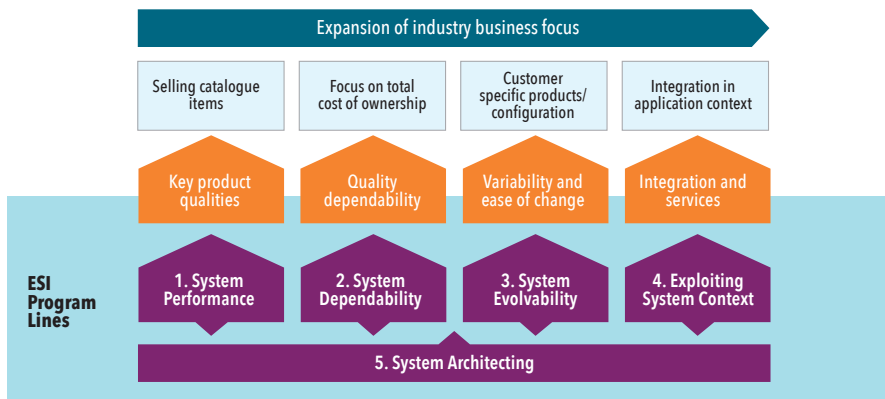 Expansion of industry business focus
Selling catalogue
items
Focus on total
cost of ownership
Customer
specific products/
configuration
Integration in
application context
Key product
qualities
Quality
dependability
Variability and
ease of change
Integration and
services
ESI
Program
Lines
1. System
Performance
2. System
Dependability
3. System
Evolvability
4. Exploiting
System Context
5. System Architecting